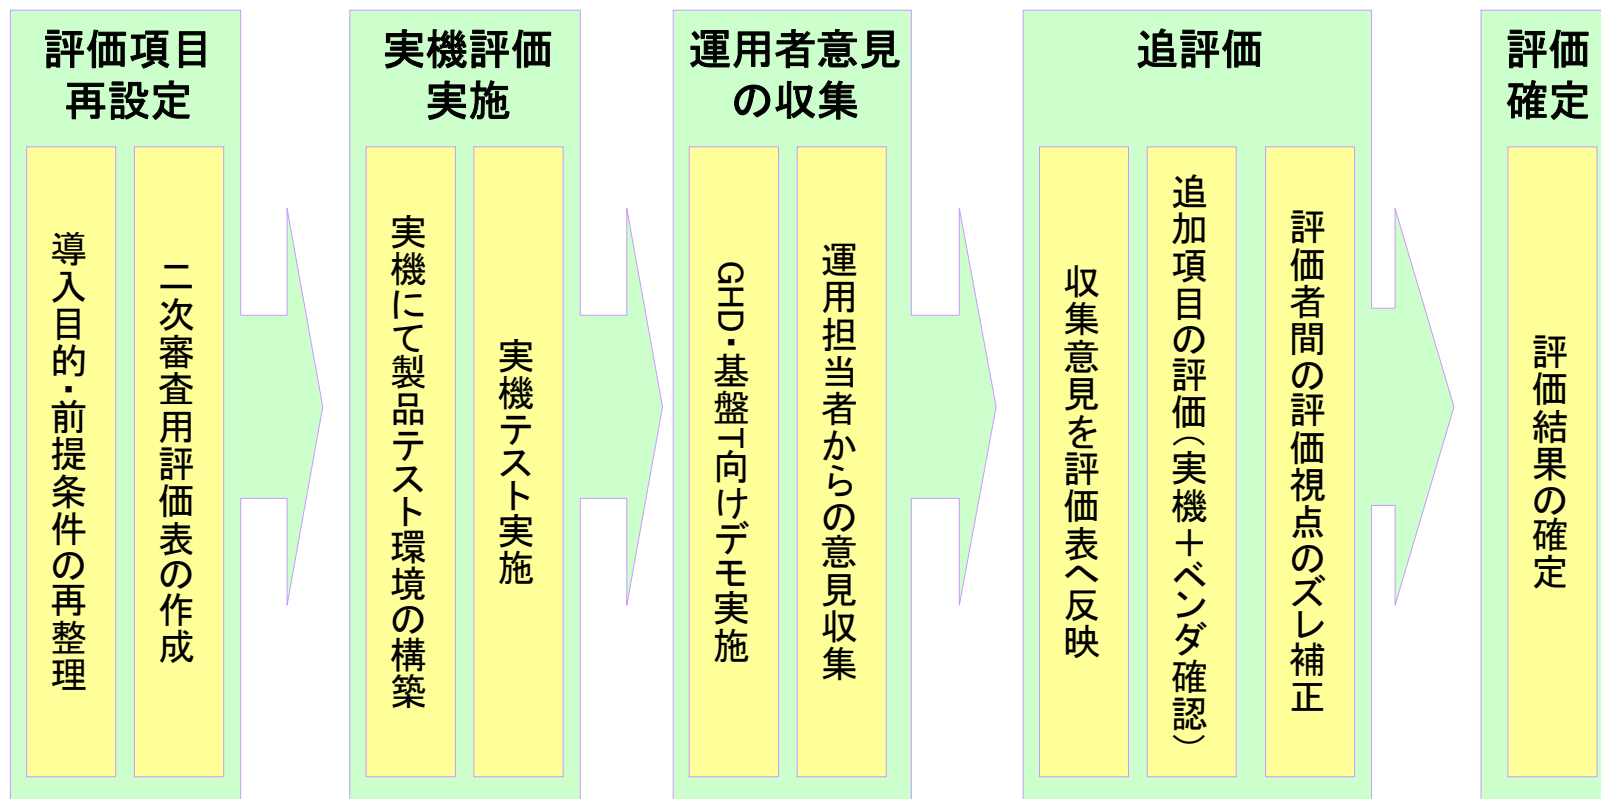 評価項目
再設定
導入目的・前提条件の再整理
二次審査用評価表の作成
実機評価
実施
実機にて製品テスト環境の構築
実機テスト実施
運用者意見
の収集
GHD・基盤T向けデモ実施
運用担当者からの意見収集
追評価
収集意見を評価表へ反映
追加項目の評価(実機＋ベンダ確認)
評価者間の評価視点のズレ補正
評価
確定
評価結果の確定